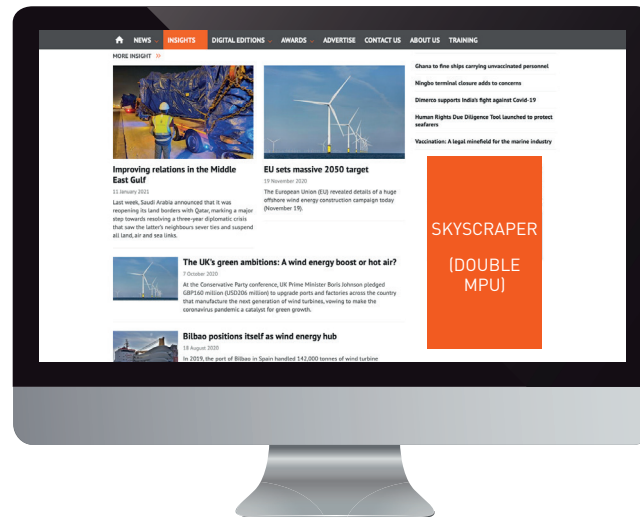 NEWS INSIGHTS DIGITAL EDITIONS AWARDS ADVERTISE CONTACT US ABOUT US TRAINING
MORE INSIGHT
Improving relations in the Middle
East Gulf
11 January 2021
Last week, Saudi Arabia announced that it was
reopening its land borders with Qatar, marking a major
step towards resolving a three-year diplomatic crisis
that saw the latter's neighbours sever ties and suspend
all land, air and sea links.
EU sets massive 2050 target
19 November 2020
The European Union (EU) revealed details of a huge
offshore wind energy construction campaign today
(November 19).
The UK's green ambitions: A wind energy boost or hot air?
7 October 2020
At the Conservative Party conference, UK Prime Minister Boris Johnson pledged
GBP160 million (USD206 million) to upgrade ports and factories across the country
that manufacture the next generation of wind turbines, vowing to make the
coronavirus pandemic a catalyst for green growth.
Bilbao positions itself as wind energy hub
19 August 2020
In 2019, the port of Bilbao in Spain handled 142,000 tonnes of wind turbine
Ghana to fine ships carrying unvaccinated personnel
Ningbo terminal closure adds to concerns
Dimerco supports India's fight against Covid-19
Human Rights Due Diligence Tool launched to protect
seafarers
Vaccination: A legal minefield for the marine industry
SKYSCRAPER
(DOUBLE
MPU)